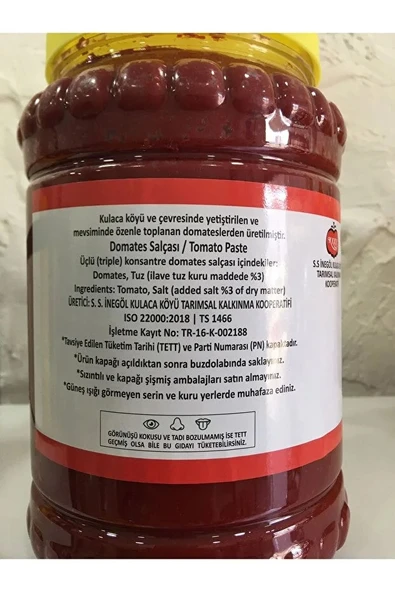 Kulaca köyü ve çevresinde yetiştirilen ve
mevsiminde özenle toplanan domateslerden üretilmiştir.
Domates Salçası / Tomato Paste
Üçlü (triple) konsantre domates salçası içindekiler:
Domates, Tuz (ilave tuz kuru maddede %3)
Ingredients: Tomato, Salt (added salt %3 of dry matter)
ÜRETİCİ: S. S. İNEGÖL KULACA KÖYÜ TARIMSAL KALKINMA KOOPERATİFİ
ISO 22000:2018 | TS 1466
İşletme Kayıt No: TR-16-K-002188
*Tavsiye Edilen Tüketim Tarihi (TETT) ve Parti Numarası (PN) kapaktadır.
*Ürün kapağı açıldıktan sonra buzdolabında saklayınız.
*Sızıntılı ve kapağı şişmiş ambalajları satın almayınız.
*Güneş ışığı görmeyen serin ve kuru yerlerde muhafaza ediniz.
GÖRÜNÜŞÜ KOKUSU VE TADI BOZULMAMIŞ İSE TETT
GEÇMİŞ OLSA BİLE BU GIDAYI TÜKETEBİLİRSİNİZ.
S.S İNEGÖL KULACA
TARIMSAL KALKIN
KOOPERATİF